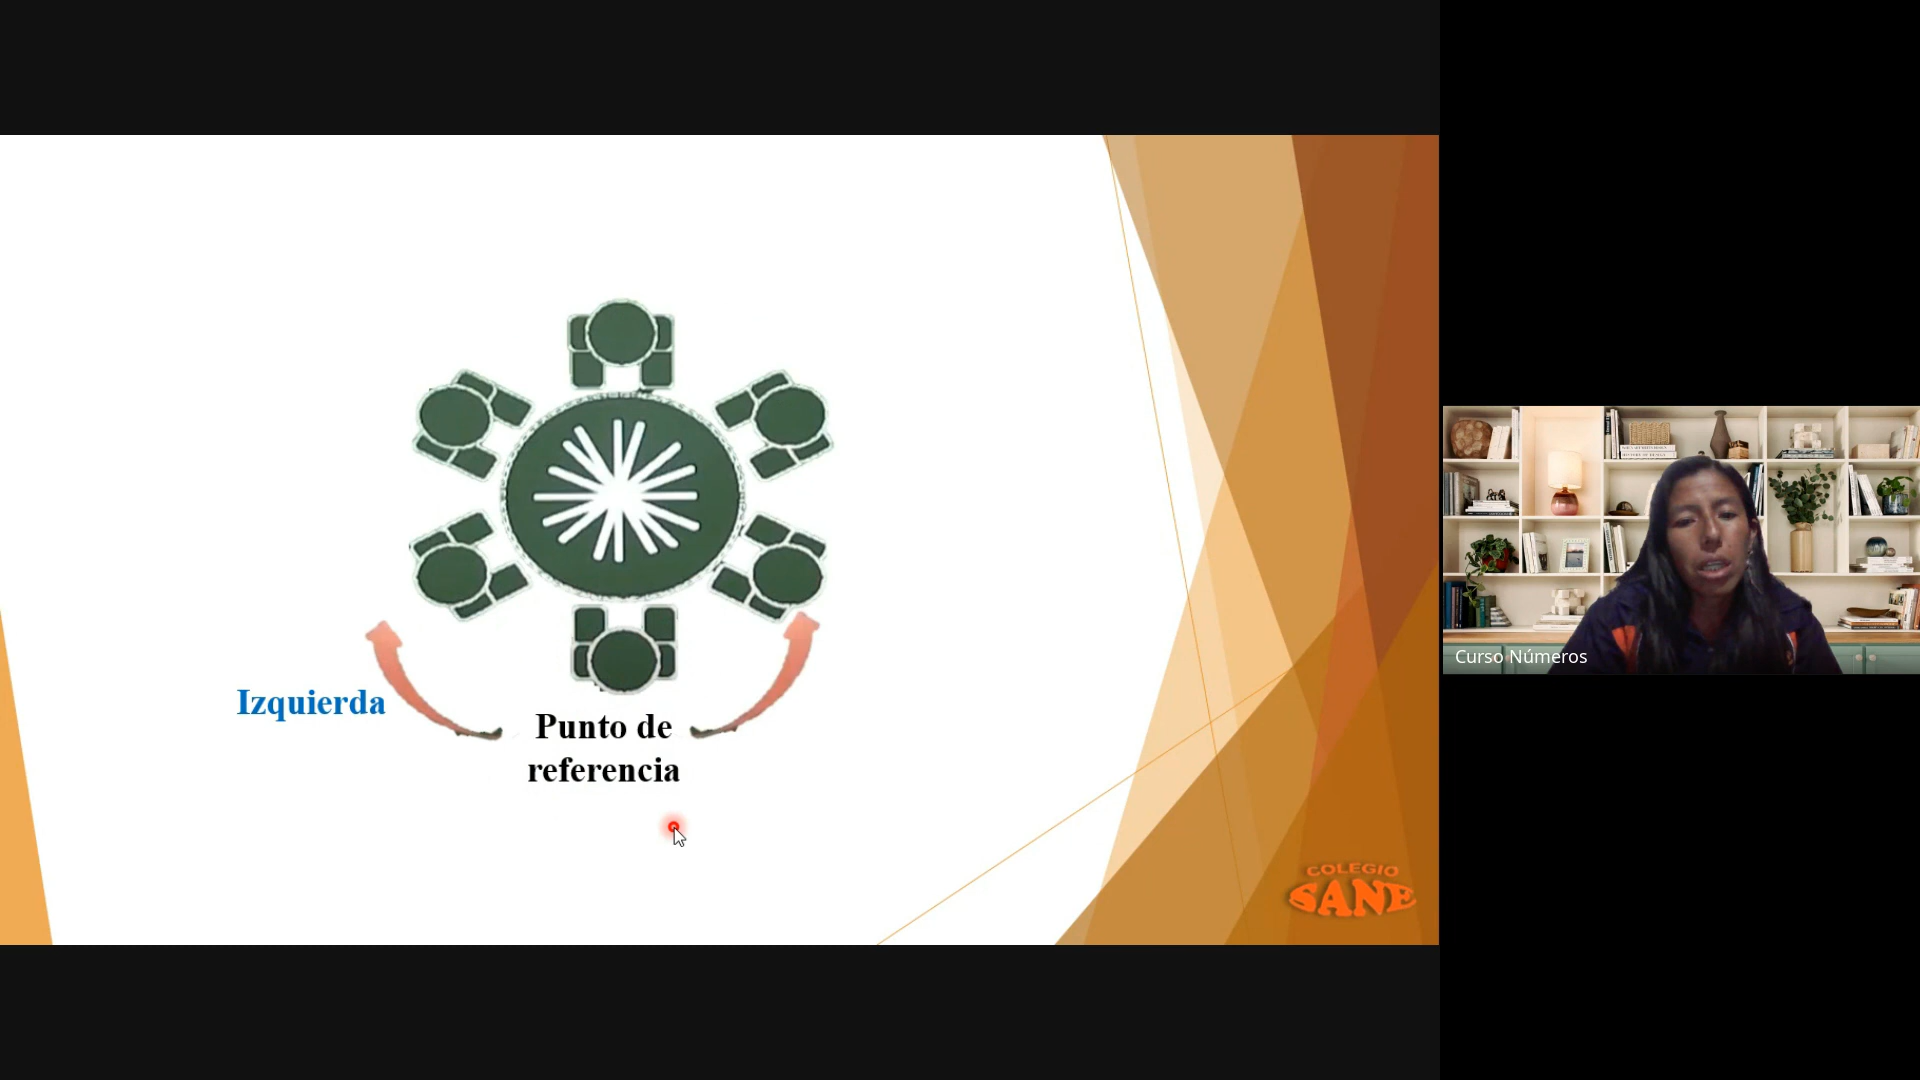 Izquierda
Punto de
referencia
COLEGIO
SANE
Curso Números